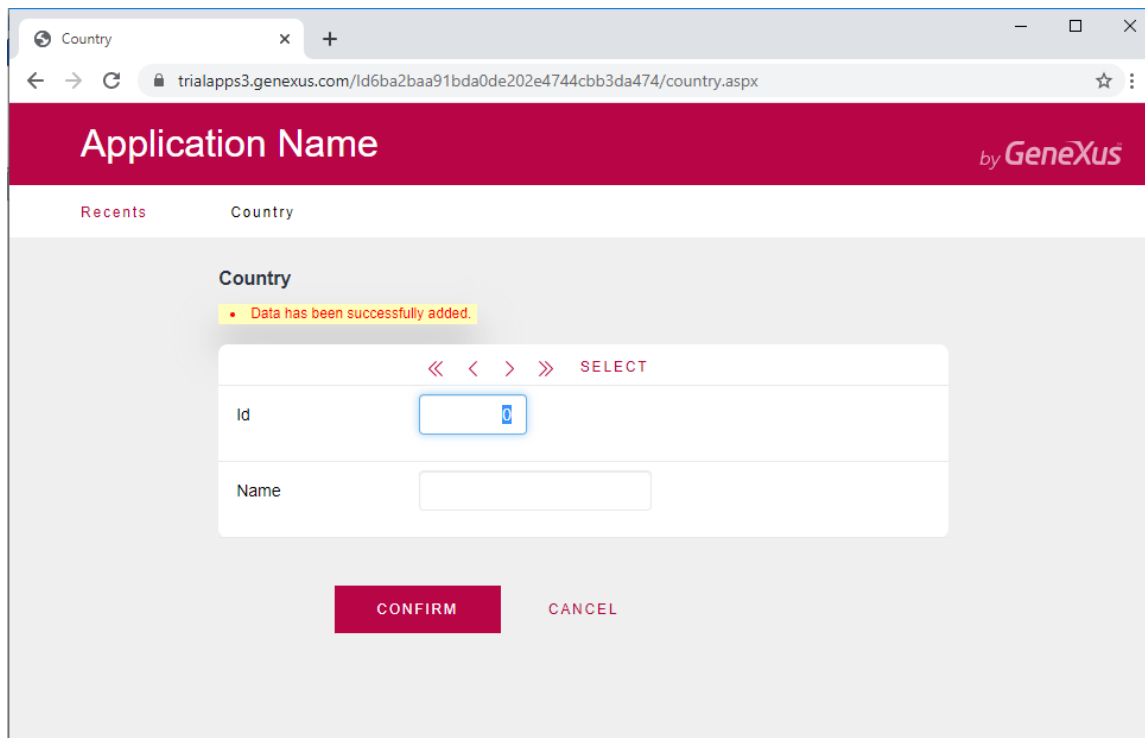 Country
trialapps3.genexus.com/Id6ba2baa91bda0de202e4744cbb3da474/country.aspx
Application Name
by GeneXus
Recents Country
Country
• Data has been successfully added.
SELECT
Id 0
Name
CONFIRM CANCEL